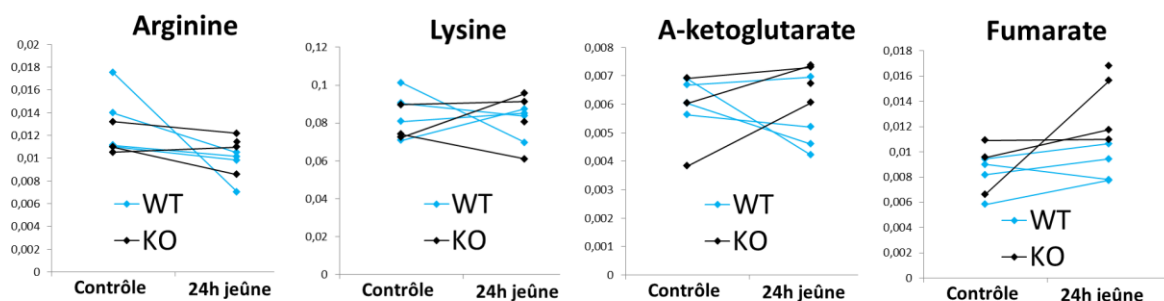 Arginine
0,02
0,018
0,016
0,014
0,012
0,01
0,008
0,006
0,004
0,002
0
WT
KO
Contrôle 24h jeûne
Lysine
0,12
0,1
0,08
0,06
0,04
0,02
0
WT
KO
Contrôle 24h jeûne
A-ketoglutarate
0,008
0,007
0,006
0,005
0,004
0,003
0,002
0,001
0
WT
KO
Contrôle 24h jeûne
Fumarate
0,018
0,016
0,014
0,012
0,01
0,008
0,006
0,004
0,002
0
WT
KO
Contrôle 24h jeûne